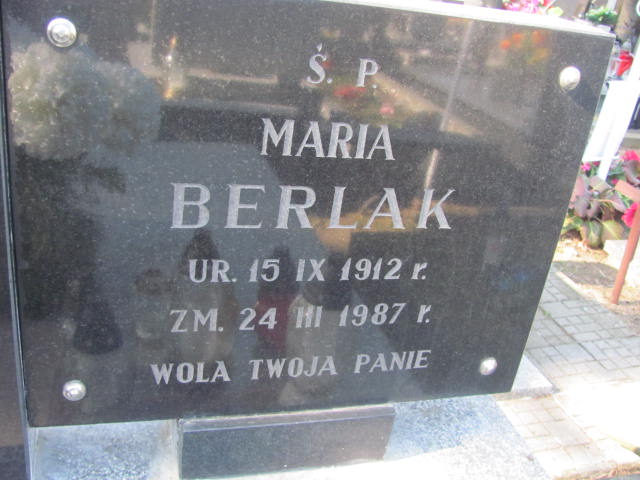 Ś. P.
MARIA
BERLAK
UR. 15 IX 1912 r.
ZM. 24 III 1987 r.
WOLA TWOJA PANIE